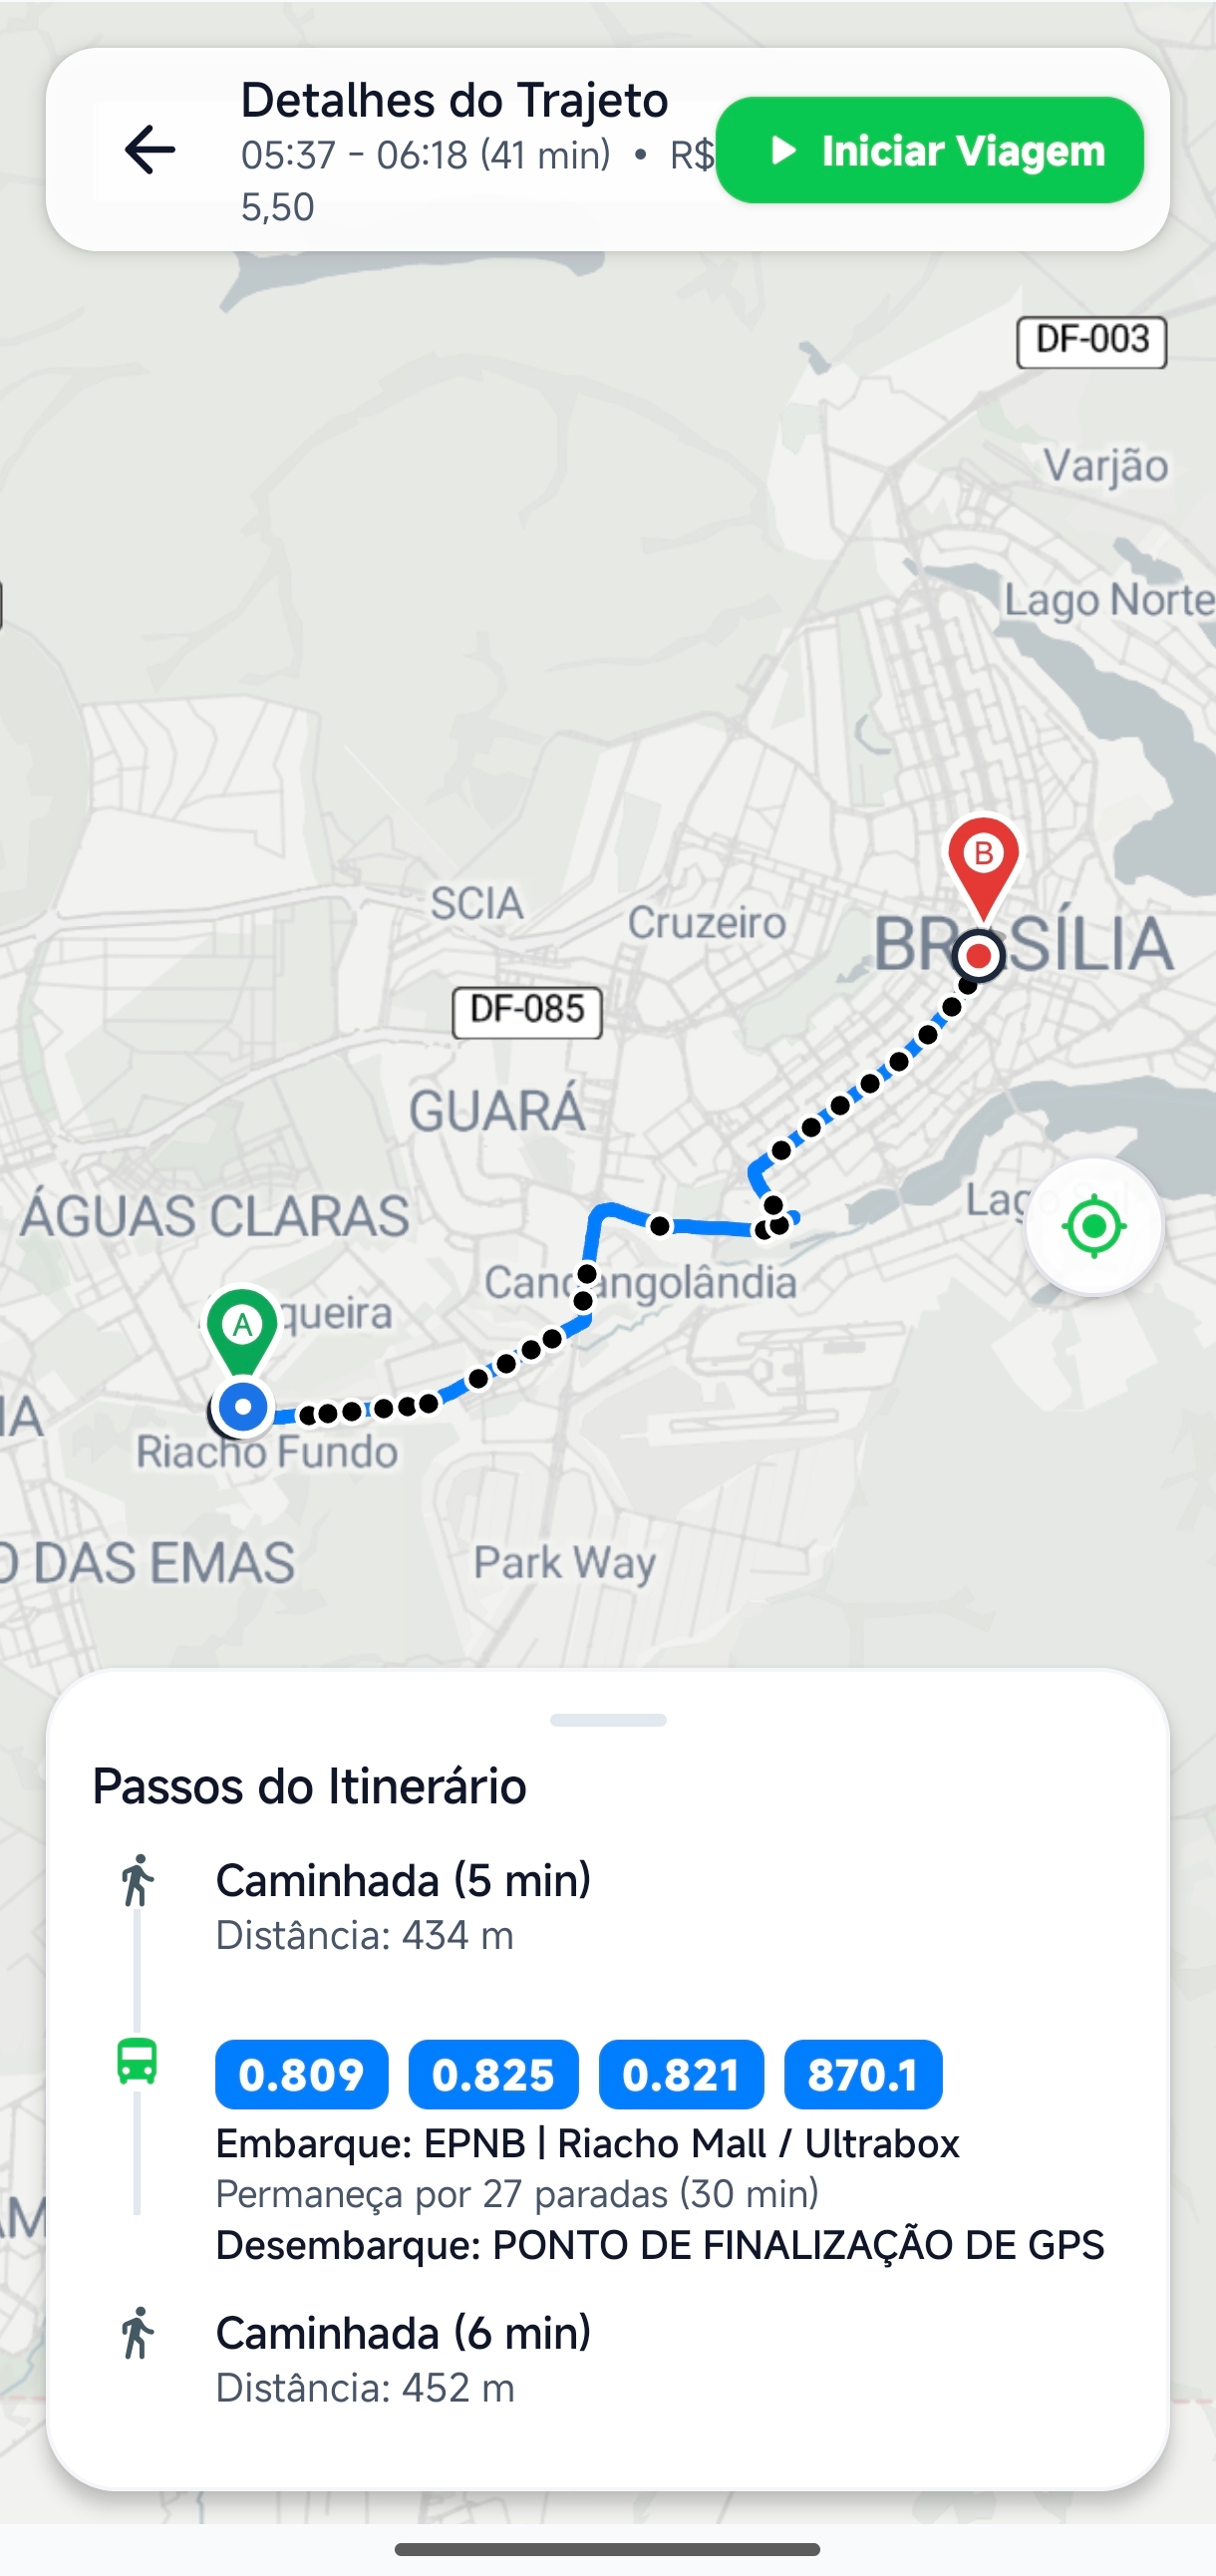 Detalhes do Trajeto
05:37 - 06:18 (41 min) • R$
5,50
Iniciar Viagem
DF-003
Varjão
Lago Norte
SCIA
Cruzeiro
B
BRASÍLIA
DF-085
GUARÁ
ÁGUAS CLARAS
Candangolândia
A
queira
Riacho Fundo
DAS EMAS
Park Way
Passos do Itinerário
Caminhada (5 min)
Distância: 434 m
0.809 0.825 0.821 870.1
Embarque: EPNB | Riacho Mall / Ultrabox
Permaneça por 27 paradas (30 min)
Desembarque: PONTO DE FINALIZAÇÃO DE GPS
Caminhada (6 min)
Distância: 452 m